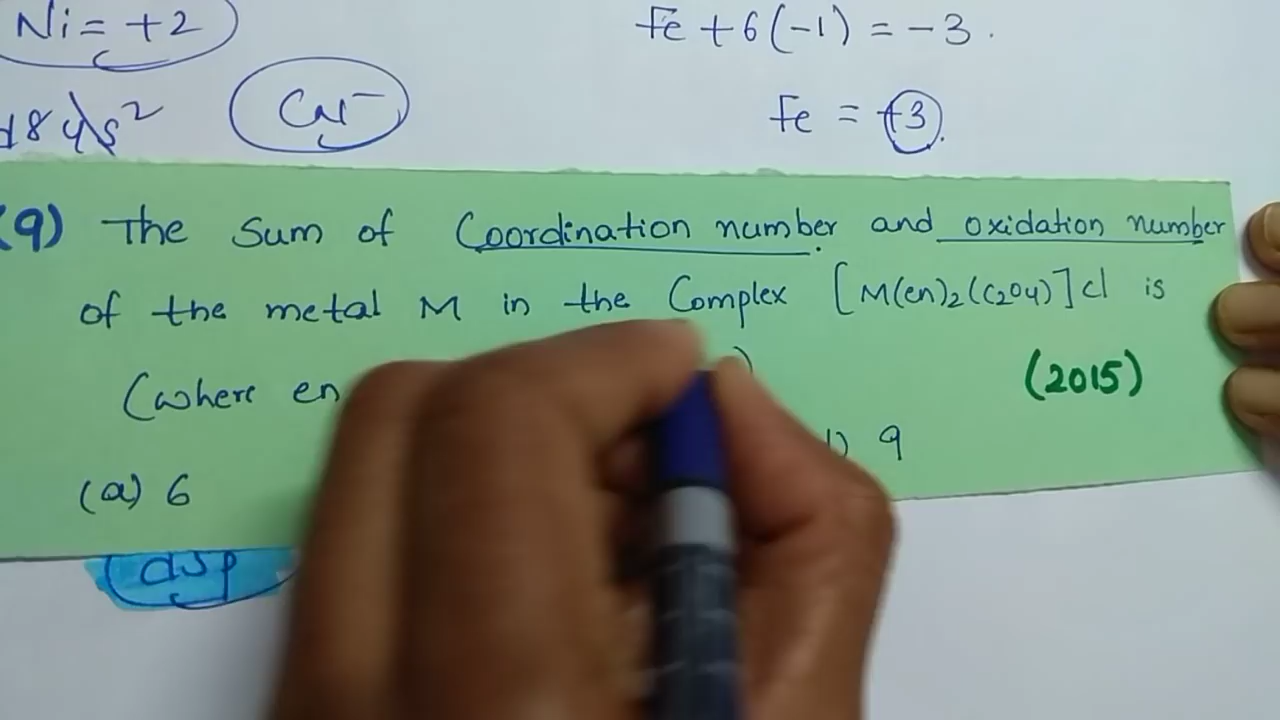 Ni = +2
Fe + 6(-1) = -3.
d8 4s²
Fe = +3.
(9) The sum of Coordination number and oxidation number
of the metal M in the Complex [M(en)₂(C₂O₄)]Cl is
(where en )
(2015)
(a) 6
) 9
dsp